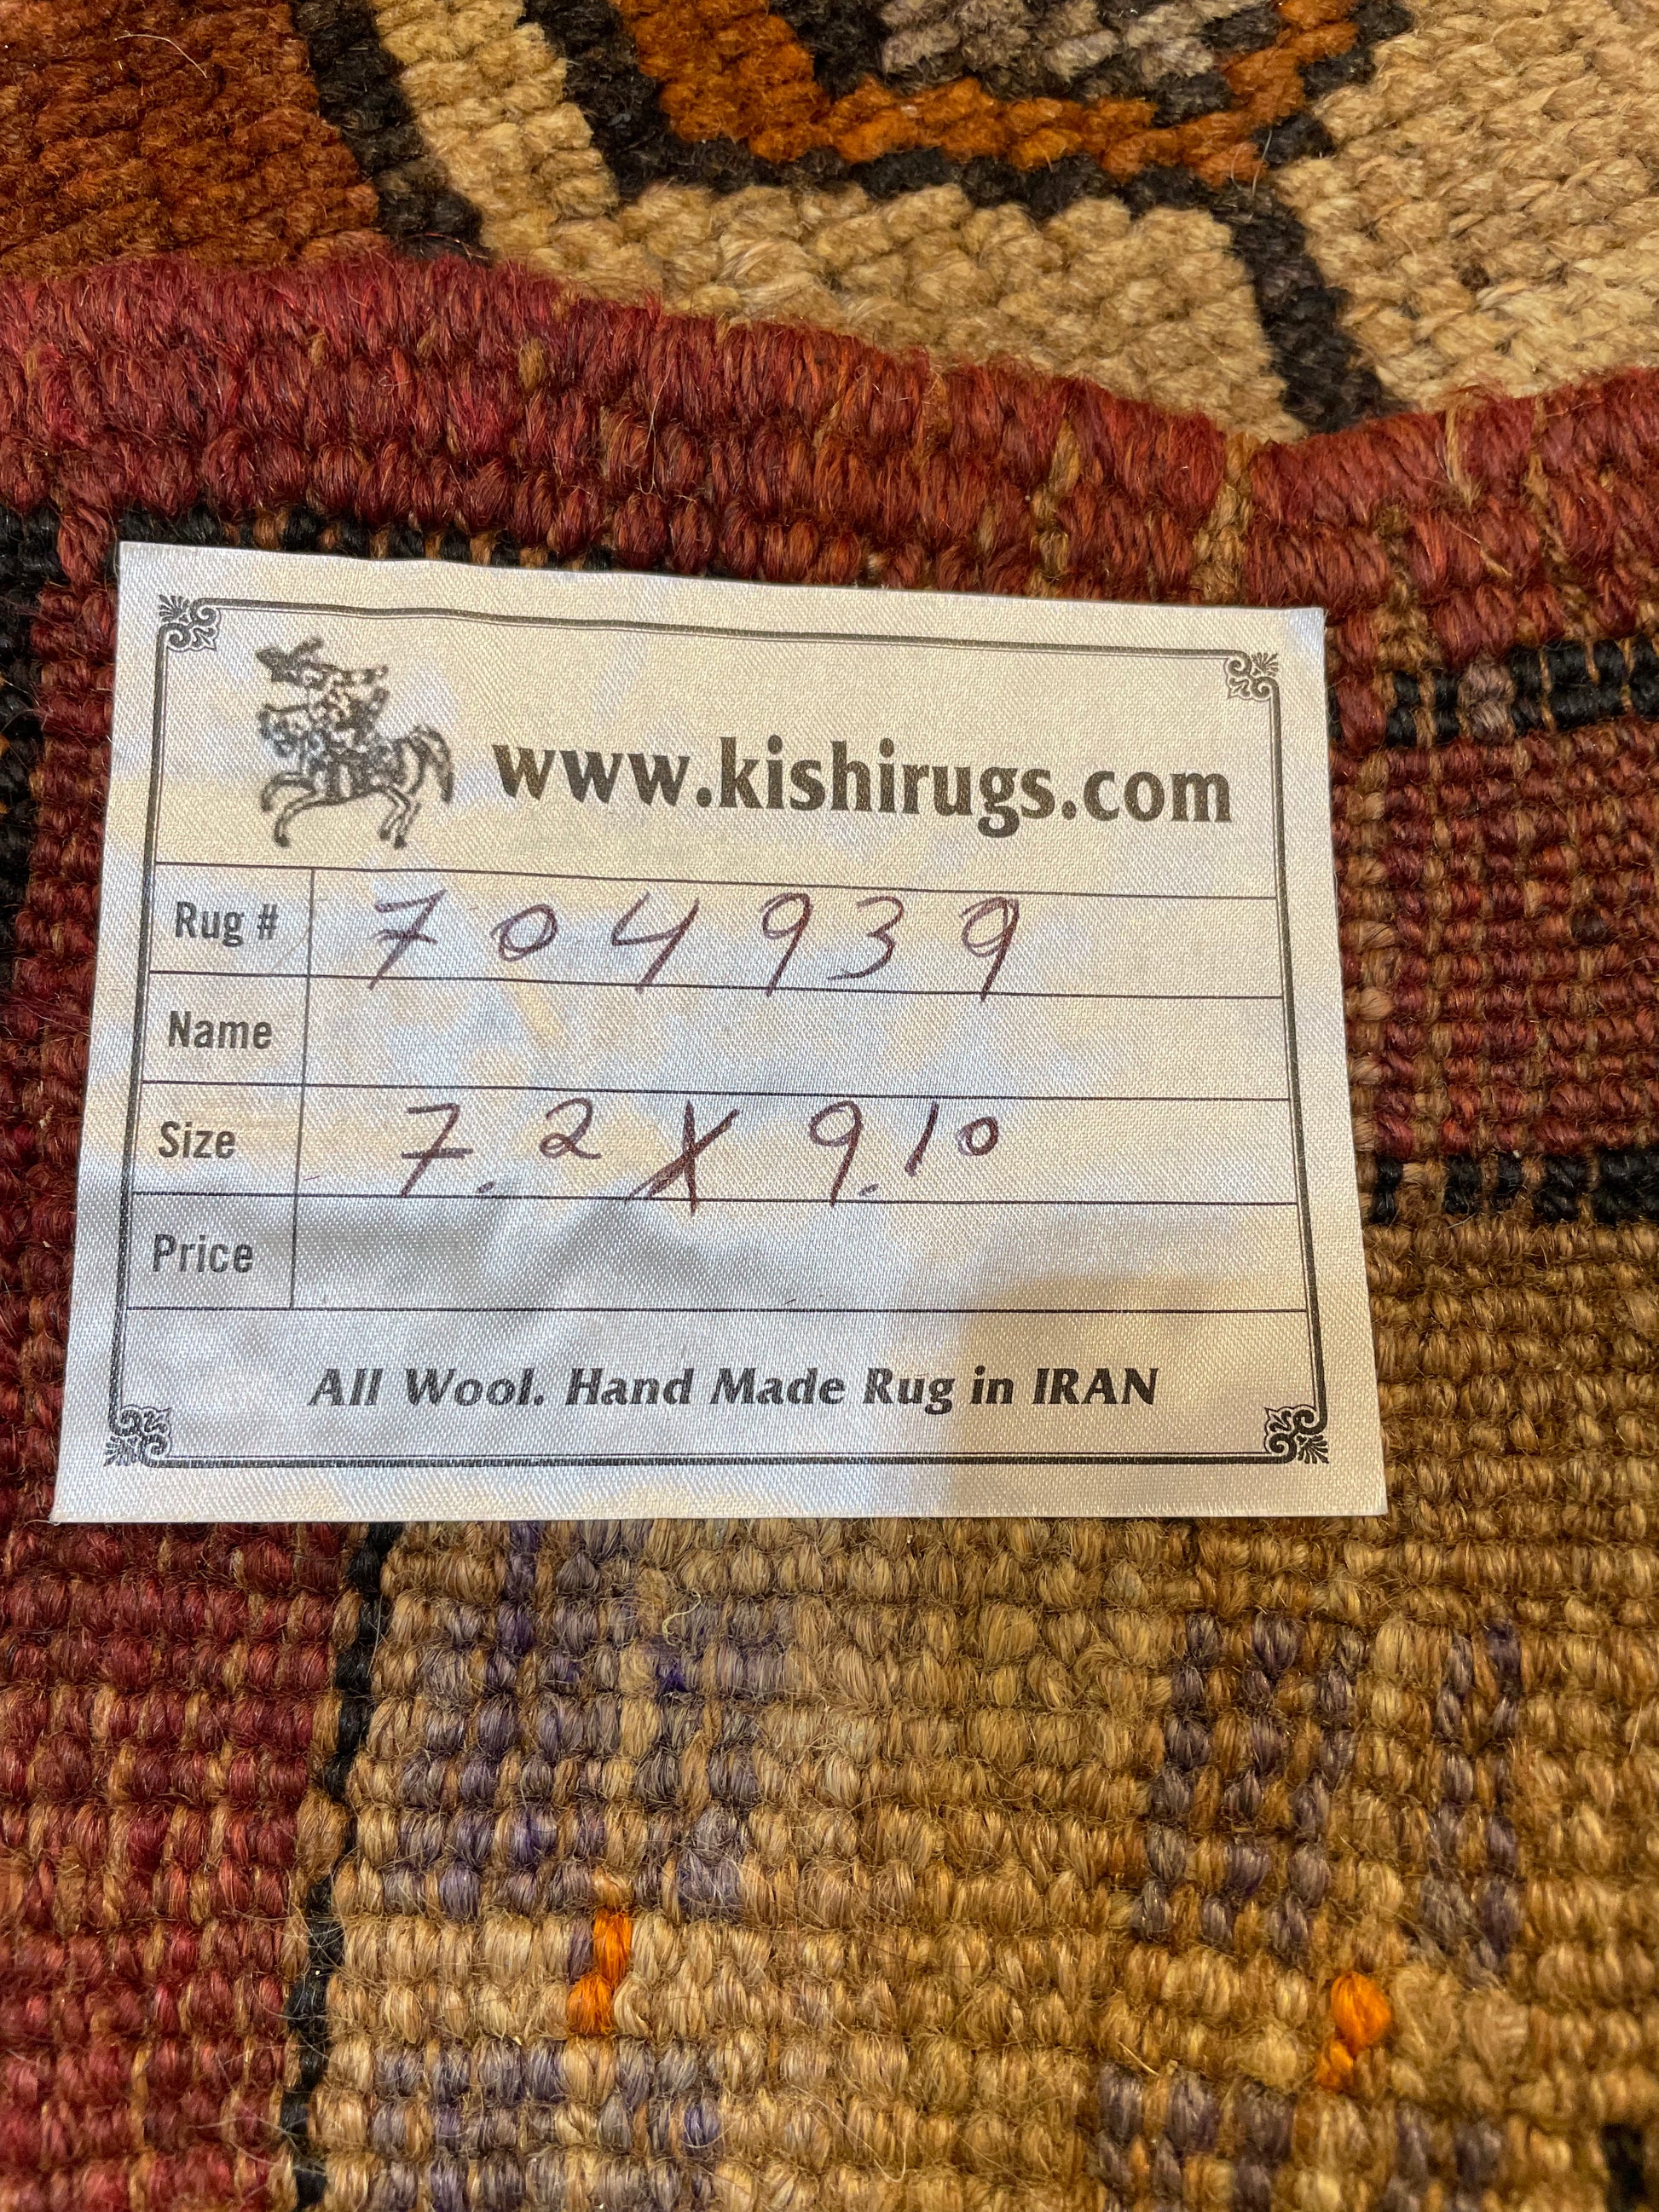 www.kishirugs.com
Rug # 704939
Name
Size 7.2 X 9.10
Price
All Wool. Hand Made Rug in IRAN